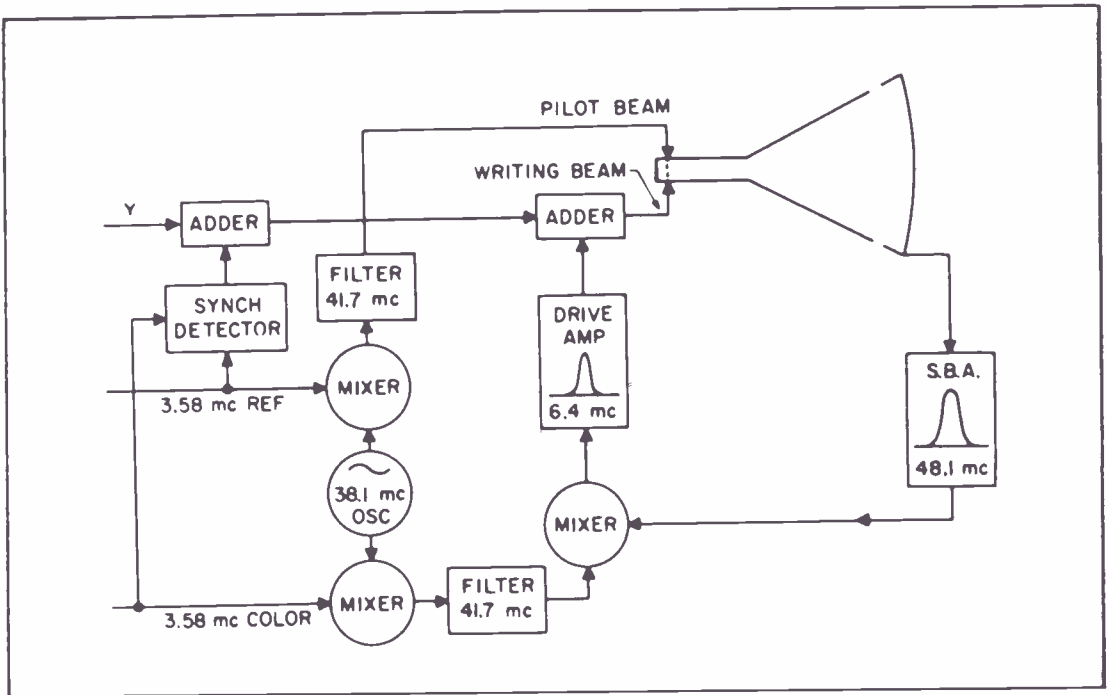 PILOT BEAM
WRITING BEAM
Y
ADDER
ADDER
FILTER
41.7 mc
SYNCH
DETECTOR
DRIVE
AMP
6.4 mc
S.B.A.
48.1 mc
MIXER
3.58 mc REF
38.1 mc
OSC
MIXER
MIXER
FILTER
41.7 mc
3.58 mc COLOR